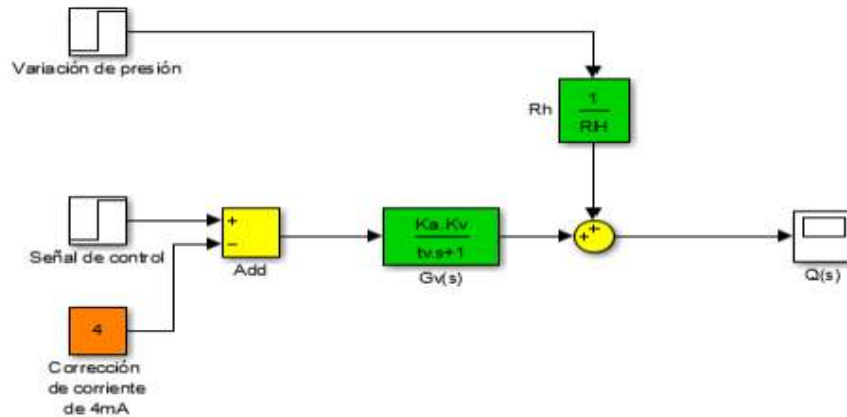 Variación de presión
Rh
1
RH
Señal de control
+
−
Add
Ka.Kv
tv.s+1
Gv(s)
+
+
Q(s)
4
Corrección
de corriente
de 4mA